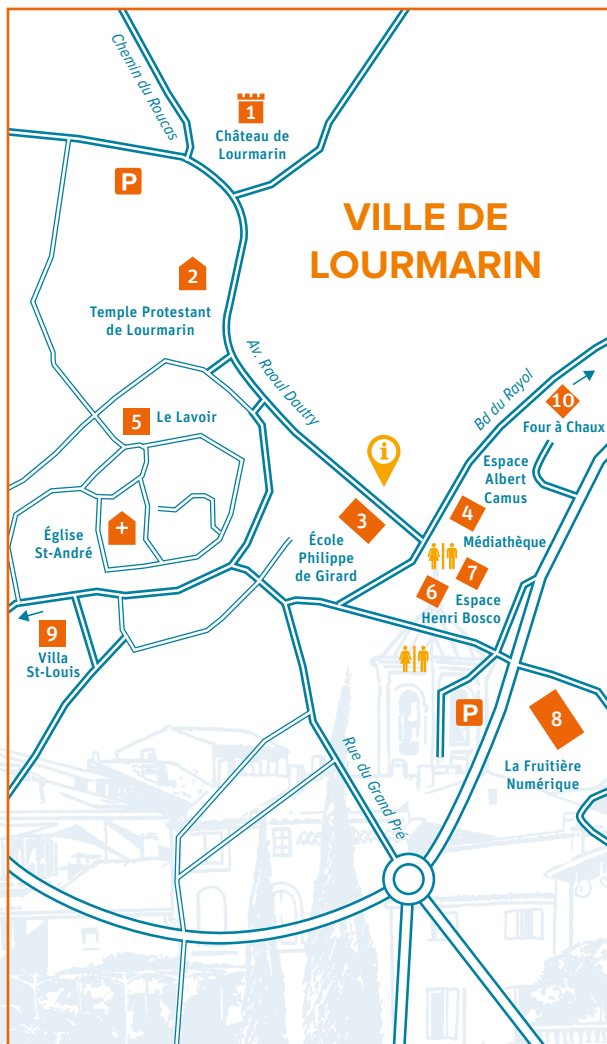 Chemin du Roucas
1
Château de
Lourmarin
P
VILLE DE
LOURMARIN
2
Temple Protestant
de Lourmarin
Av. Raoul Dautry
Bd du Rayol
10
Four à Chaux
5
Le Lavoir
i
Espace
Albert
Camus
3
4
Église
St-André
École
Philippe
de Girard
Médiathèque
7
6
Espace
Henri Bosco
9
Villa
St-Louis
P
8
La Fruitière
Numérique
Rue du Grand Pré